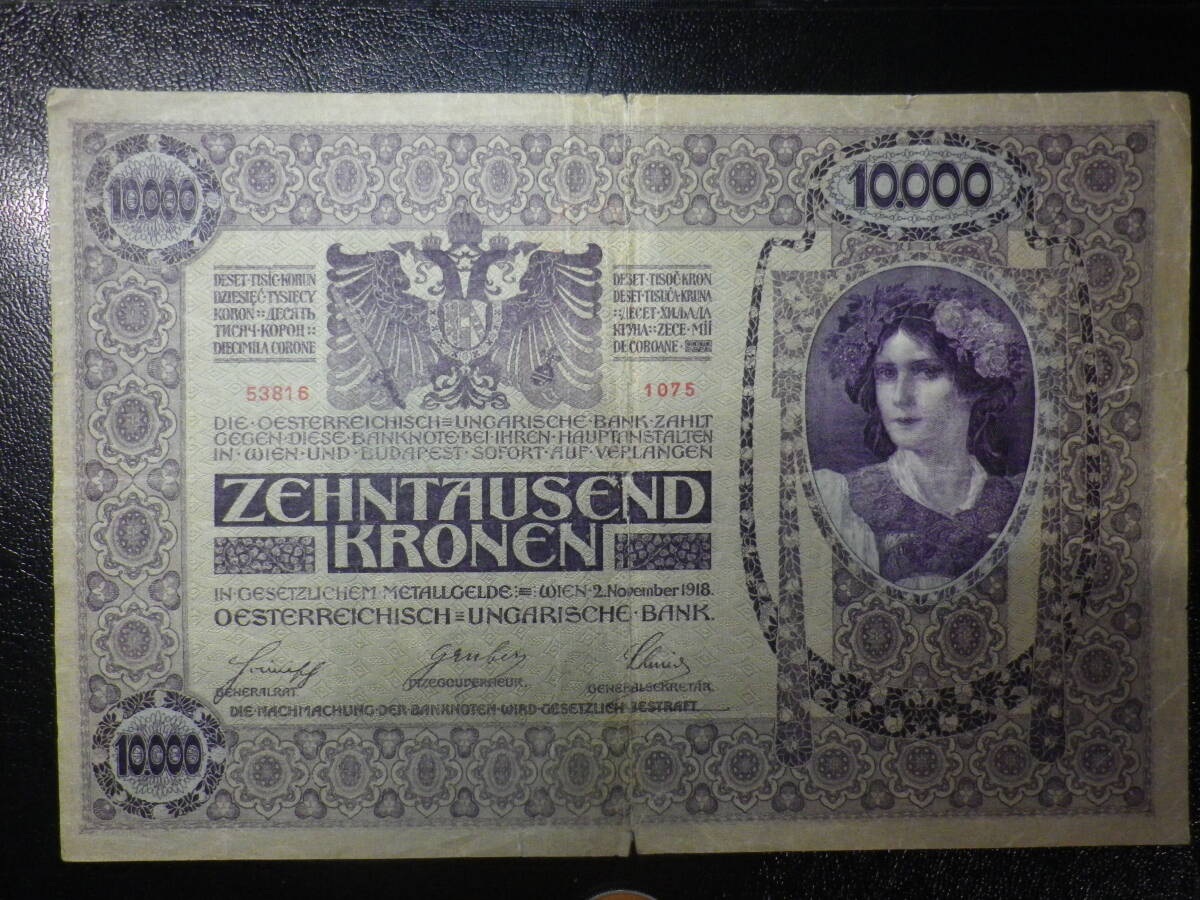 10.000
10.000
DESET·TISÍC·KORUN
DZIESIĘĆ·TYSIĘCY
KORON::ДЕСЯТЬ
ТИСЯЧ·КОРОН::
DIECIMILA CORONE
DESET·TISOČ·KRON
DESET·TISUĆA·KRUNA
::ДЕСЕТ·ХИЉАДА
КРУНА::ZECE·MII
DE COROANE·
53816
1075
DIE·OESTERREICHISCH=UNGARISCHE·BANK·ZAHLT
GEGEN·DIESE·BANKNOTE·BEI·IHREN·HAUPTANSTALTEN
IN·WIEN·UND·BUDAPEST·SOFORT·AUF·VERLANGEN
ZEHNTAUSEND
KRONEN
IN GESETZLICHEM METALLGELDE:=:WIEN·2.November 1918.
OESTERREICHISCH=UNGARISCHE·BANK.
Gruber
GENERALRAT.
VIZEGOUVERNEUR.
GENERALSEKRETÄR.
DIE·NACHMACHUNG·DER·BANKNOTEN·WIRD·GESETZLICH BESTRAFT
10.000